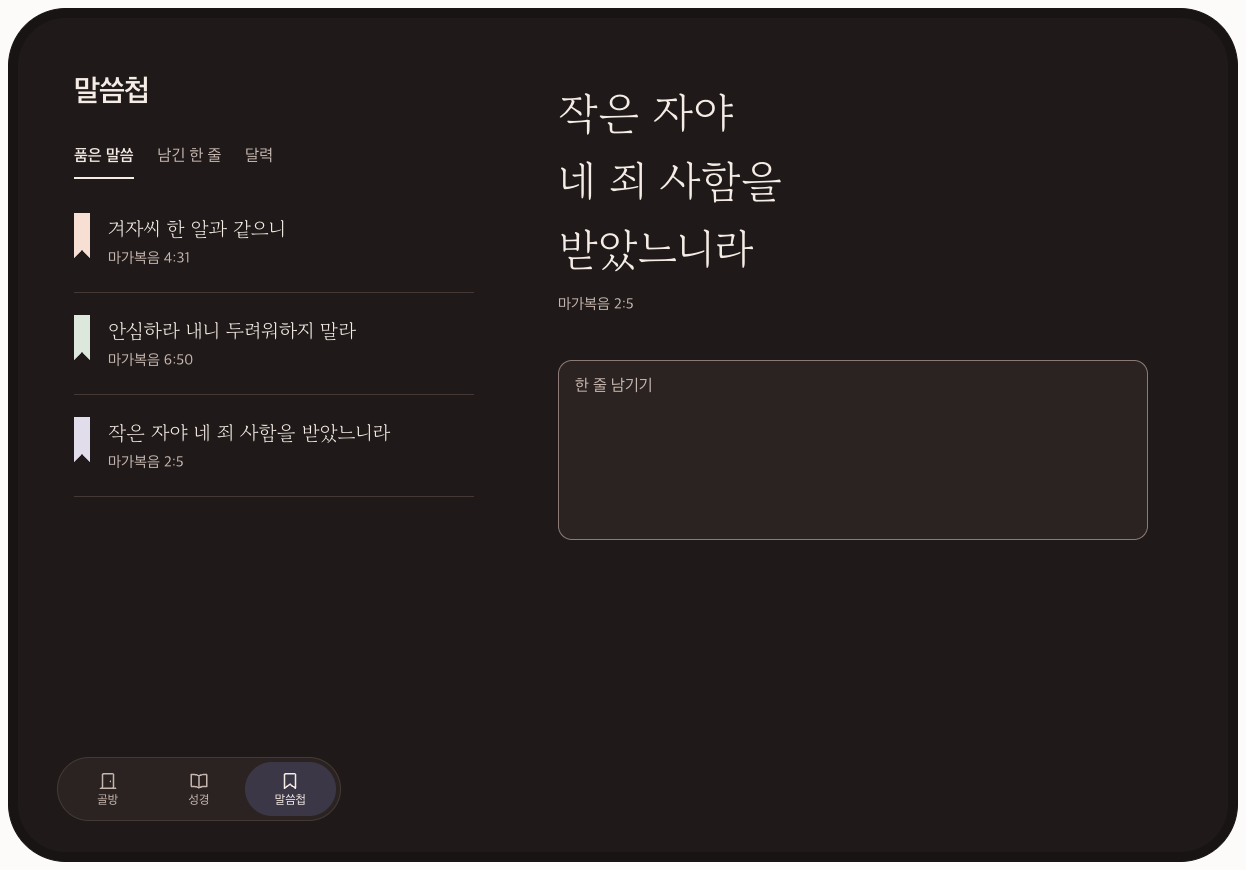 말씀첩
품은 말씀 남긴 한 줄 달력
겨자씨 한 알과 같으니
마가복음 4:31
안심하라 내니 두려워하지 말라
마가복음 6:50
작은 자야 네 죄 사함을 받았느니라
마가복음 2:5
작은 자야
네 죄 사함을
받았느니라
마가복음 2:5
한 줄 남기기
골방 성경 말씀첩